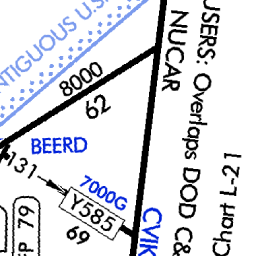 NTIGUOUS U.S.
8000
62
NUCAR
USERS: Overlaps DOD C&
Chart L-21
BEERD
131
7000G
Y585
69
CVIK
EP 79